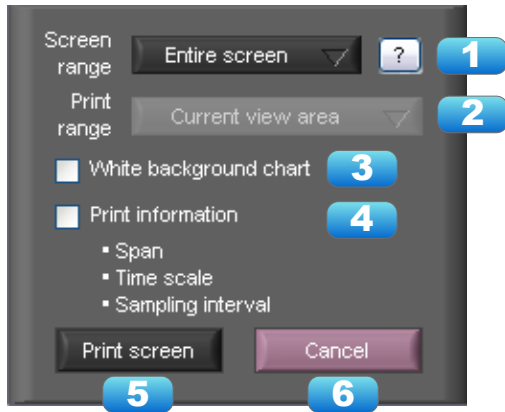 Screen
range
Entire screen
?
1
Print
range
Current view area
2
White background chart
3
Print information
4
▪ Span
▪ Time scale
▪ Sampling interval
Print screen
Cancel
5
6